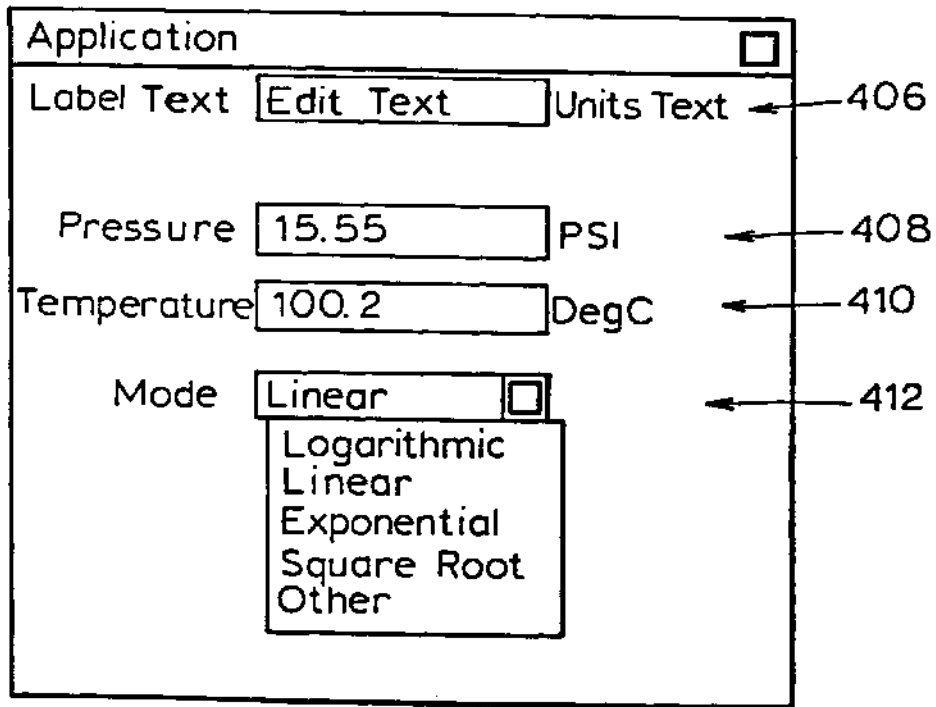 Application
Label Text Edit Text Units Text 406
Pressure 15.55 PSI 408
Temperature 100.2 DegC 410
Mode Linear 412
Logarithmic
Linear
Exponential
Square Root
Other